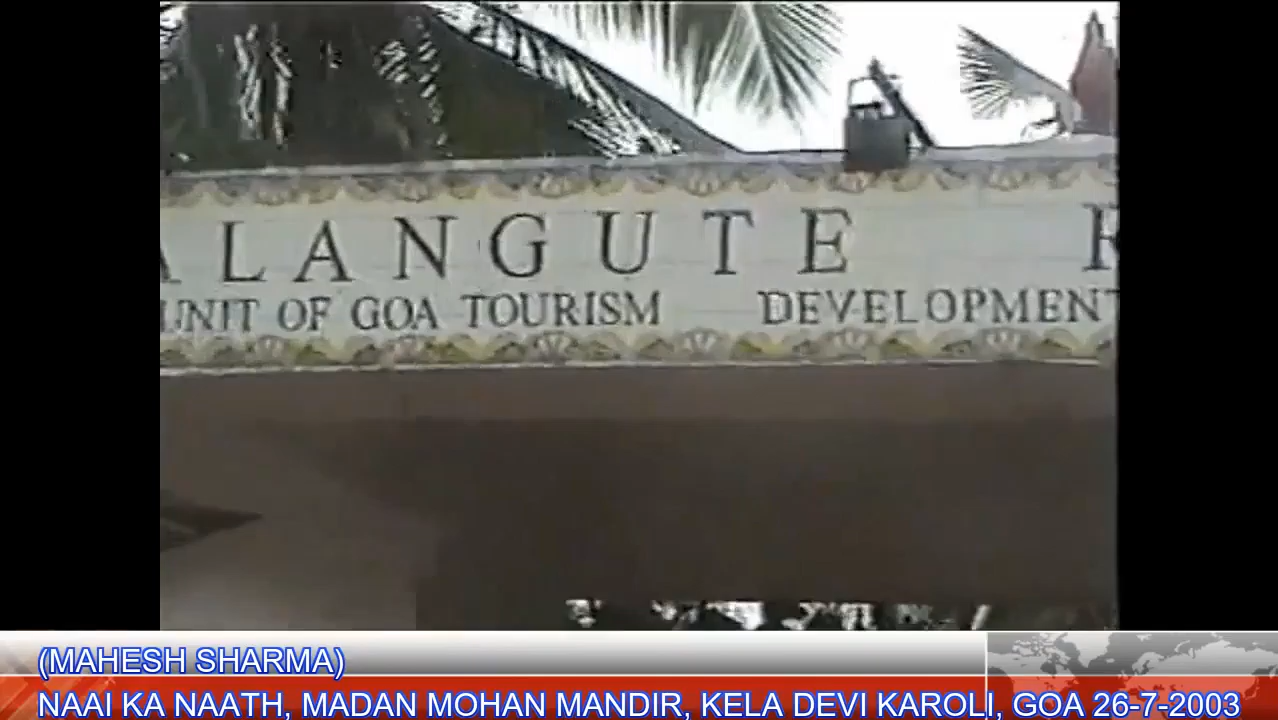 ALANGUTE R
UNIT OF GOA TOURISM DEVELOPMENT
(MAHESH SHARMA)
NAAI KA NAATH, MADAN MOHAN MANDIR, KELA DEVI KAROLI, GOA 26-7-2003